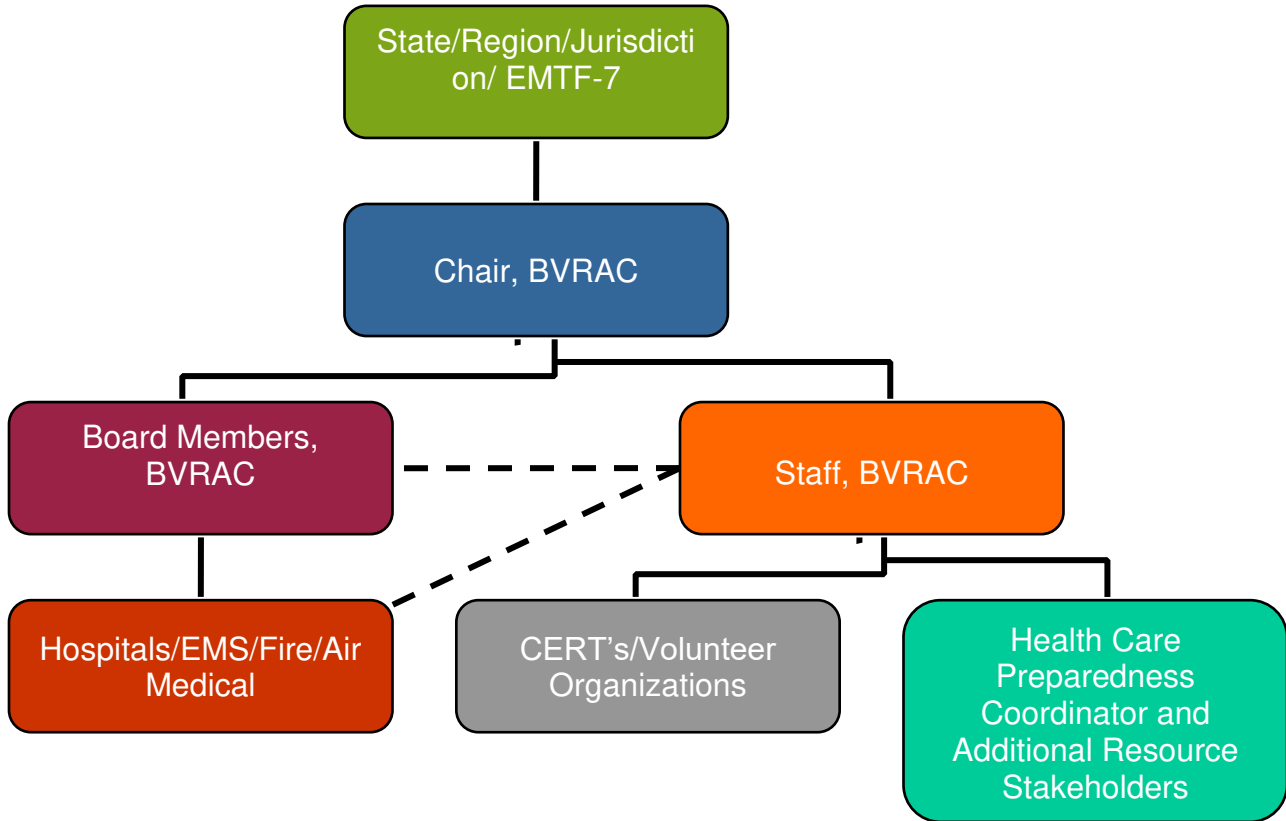 State/Region/Jurisdicti
on/ EMTF-7
Chair, BVRAC
Board Members,
BVRAC
Staff, BVRAC
Hospitals/EMS/Fire/Air
Medical
CERT’s/Volunteer
Organizations
Health Care
Preparedness
Coordinator and
Additional Resource
Stakeholders